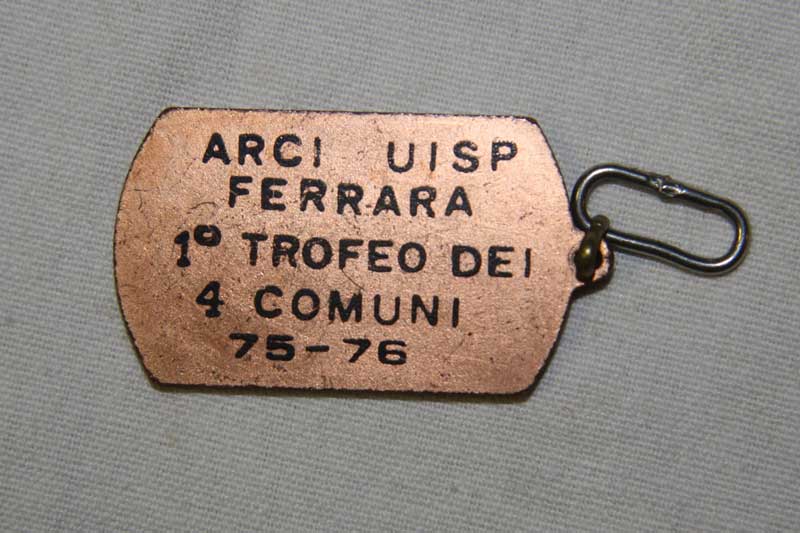 ARCI UISP
FERRARA
1º TROFEO DEI
4 COMUNI
75-76